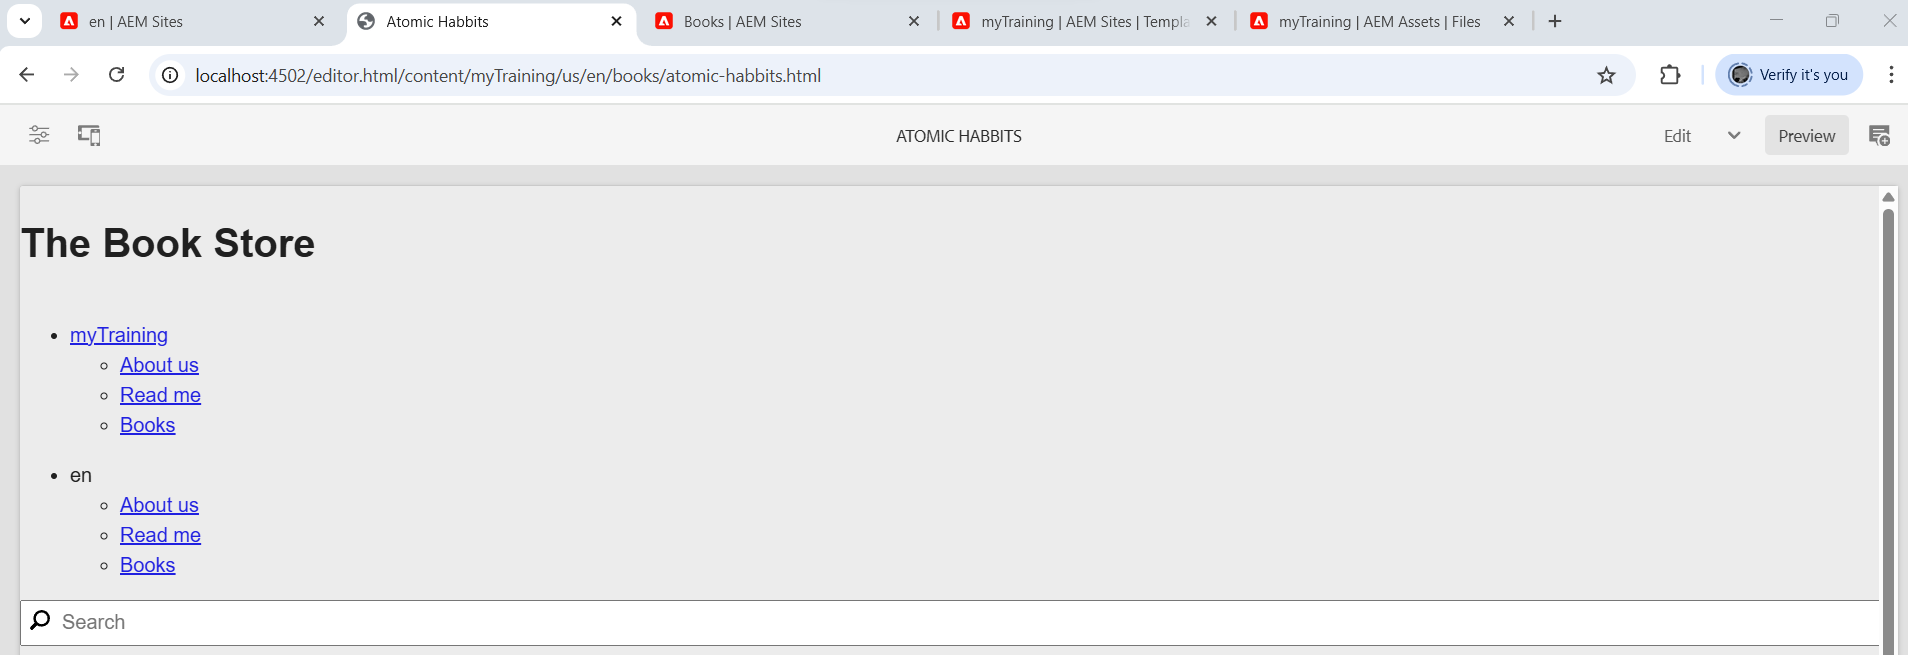 en | AEM Sites
Atomic Habbits
Books | AEM Sites
myTraining | AEM Sites | Templa
myTraining | AEM Assets | Files
localhost:4502/editor.html/content/myTraining/us/en/books/atomic-habbits.html
Verify it's you
ATOMIC HABBITS
Edit
Preview
The Book Store
myTraining
About us
Read me
Books
en
About us
Read me
Books
Search